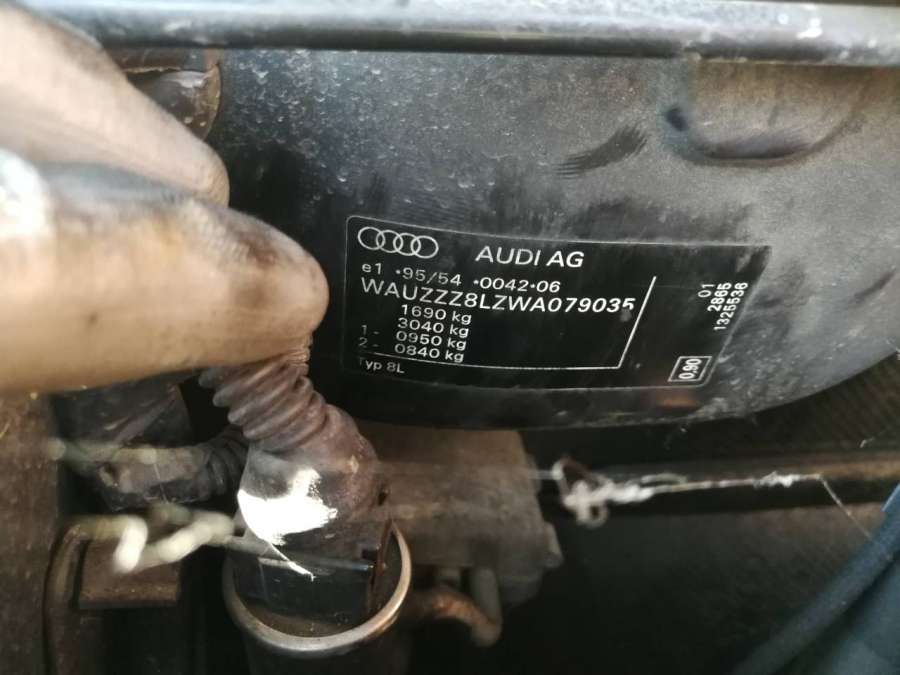 AUDI AG
e1 *95/54 *0042*06
WAUZZZ8LZWA079035
1690 kg
3040 kg
1- 0950 kg
2- 0840 kg
Typ 8L
01
2865
1325536
0,90